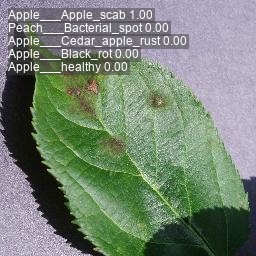 Apple___Apple_scab 1.00
Peach___Bacterial_spot 0.00
Apple___Cedar_apple_rust 0.00
Apple___Black_rot 0.00
Apple___healthy 0.00